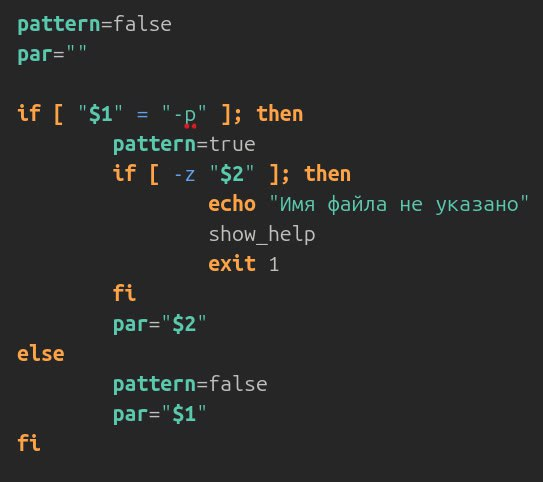 pattern=false
par=""

if [ "$1" = "-p" ]; then
        pattern=true
        if [ -z "$2" ]; then
                echo "Имя файла не указано"
                show_help
                exit 1
        fi
        par="$2"
else
        pattern=false
        par="$1"
fi